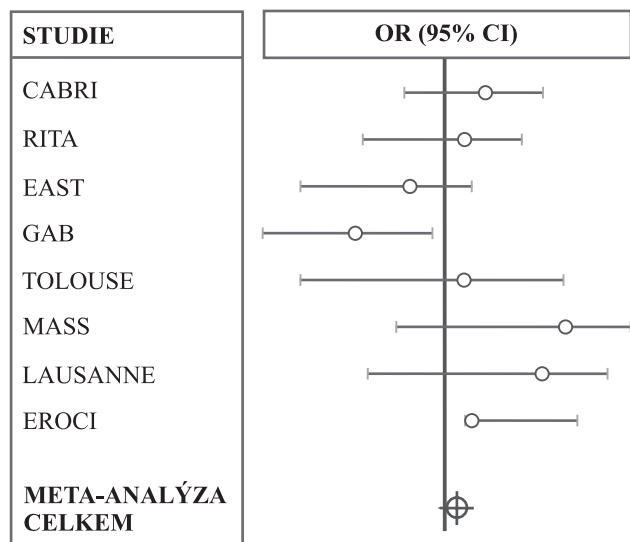 STUDIE
OR (95% CI)
CABRI
RITA
EAST
GAB
TOLOUSE
MASS
LAUSANNE
EROCI
META-ANALÝZA
CELKEM